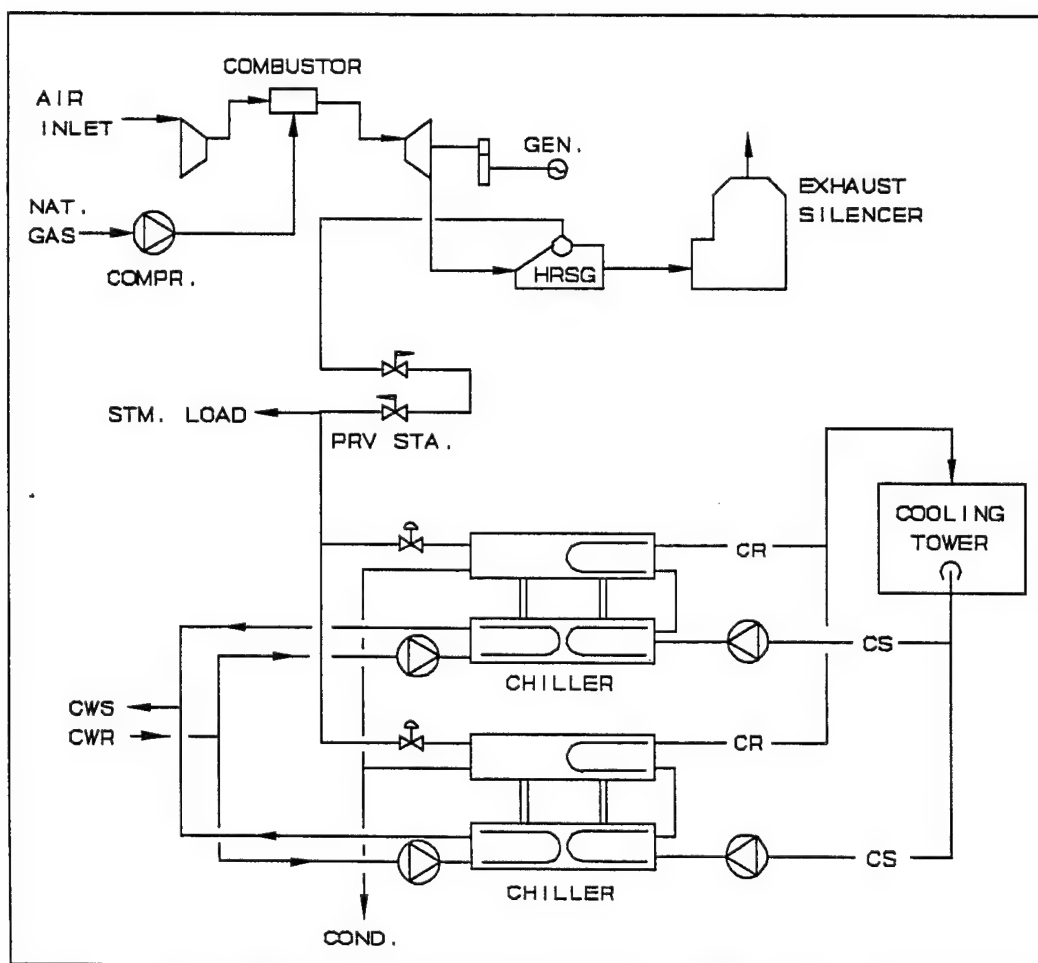 COMBUSTOR
AIR
INLET
GEN.
EXHAUST
SILENCER
NAT.
GAS
HRSG
COMPR.
STM. LOAD
PRV STA.
COOLING
TOWER
CR
CS
CHILLER
CWS
CWR
CR
CS
CHILLER
COND.